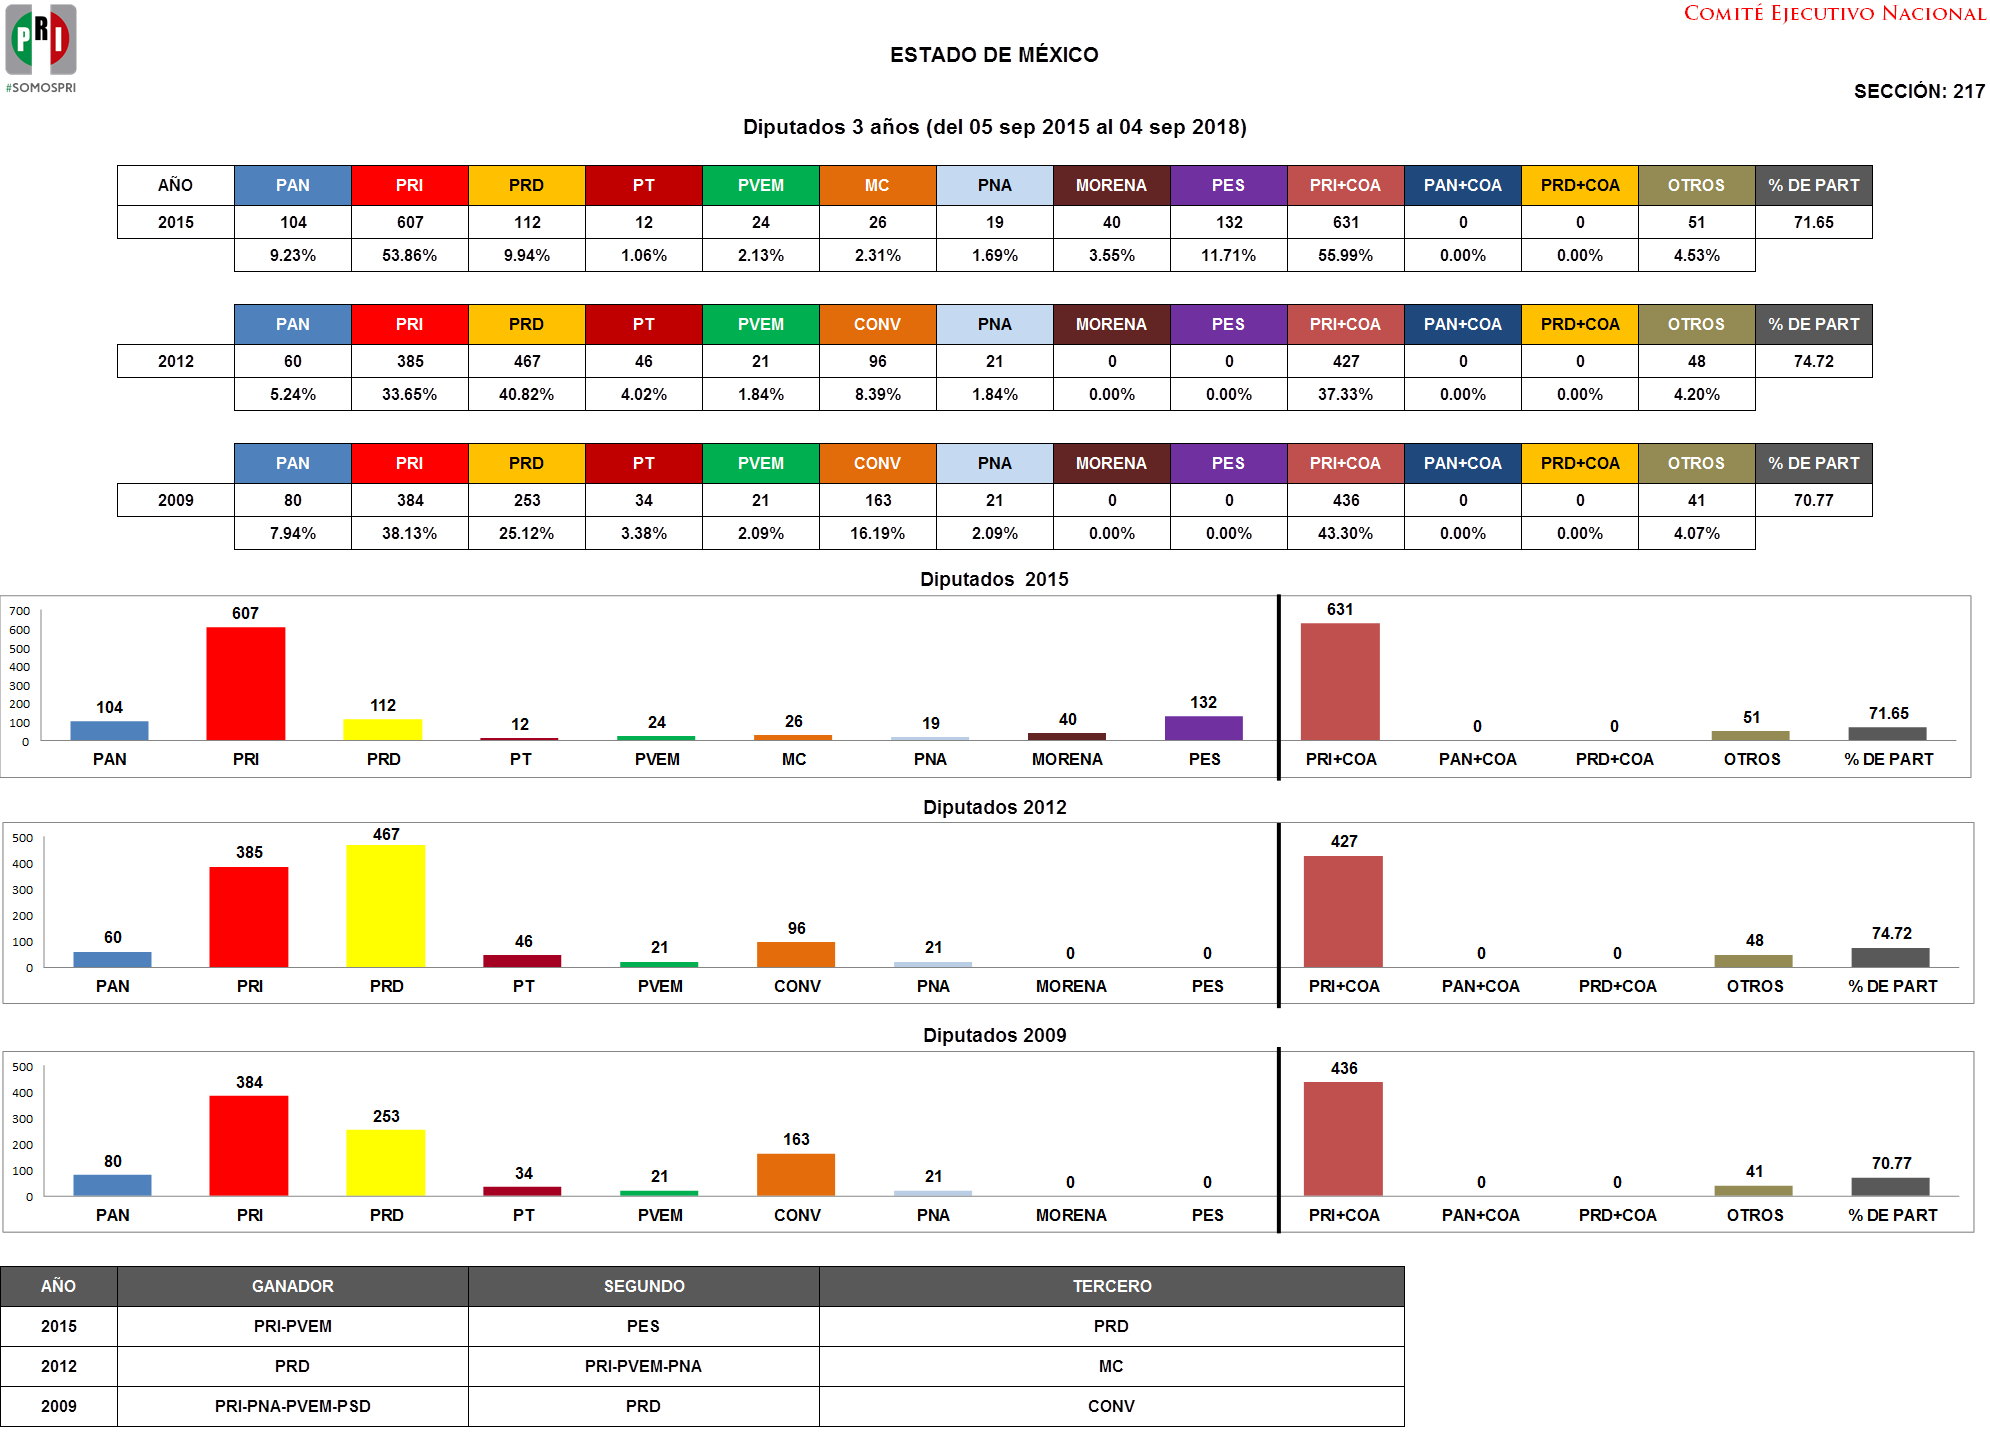 PRI
#SOMOSPRI
COMITÉ EJECUTIVO NACIONAL
ESTADO DE MÉXICO
SECCIÓN: 217
Diputados 3 años (del 05 sep 2015 al 04 sep 2018)
AÑO PAN PRI PRD PT PVEM MC PNA MORENA PES PRI+COA PAN+COA PRD+COA OTROS % DE PART
2015 104 607 112 12 24 26 19 40 132 631 0 0 51 71.65
9.23% 53.86% 9.94% 1.06% 2.13% 2.31% 1.69% 3.55% 11.71% 55.99% 0.00% 0.00% 4.53%
PAN PRI PRD PT PVEM CONV PNA MORENA PES PRI+COA PAN+COA PRD+COA OTROS % DE PART
2012 60 385 467 46 21 96 21 0 0 427 0 0 48 74.72
5.24% 33.65% 40.82% 4.02% 1.84% 8.39% 1.84% 0.00% 0.00% 37.33% 0.00% 0.00% 4.20%
PAN PRI PRD PT PVEM CONV PNA MORENA PES PRI+COA PAN+COA PRD+COA OTROS % DE PART
2009 80 384 253 34 21 163 21 0 0 436 0 0 41 70.77
7.94% 38.13% 25.12% 3.38% 2.09% 16.19% 2.09% 0.00% 0.00% 43.30% 0.00% 0.00% 4.07%
Diputados 2015
700
600
500
400
300
200
100
0
104 607 112 12 24 26 19 40 132 631 0 0 51 71.65
PAN PRI PRD PT PVEM MC PNA MORENA PES PRI+COA PAN+COA PRD+COA OTROS % DE PART
Diputados 2012
500
400
300
200
100
0
60 385 467 46 21 96 21 0 0 427 0 0 48 74.72
PAN PRI PRD PT PVEM CONV PNA MORENA PES PRI+COA PAN+COA PRD+COA OTROS % DE PART
Diputados 2009
500
400
300
200
100
0
80 384 253 34 21 163 21 0 0 436 0 0 41 70.77
PAN PRI PRD PT PVEM CONV PNA MORENA PES PRI+COA PAN+COA PRD+COA OTROS % DE PART
AÑO GANADOR SEGUNDO TERCERO
2015 PRI-PVEM PES PRD
2012 PRD PRI-PVEM-PNA MC
2009 PRI-PNA-PVEM-PSD PRD CONV